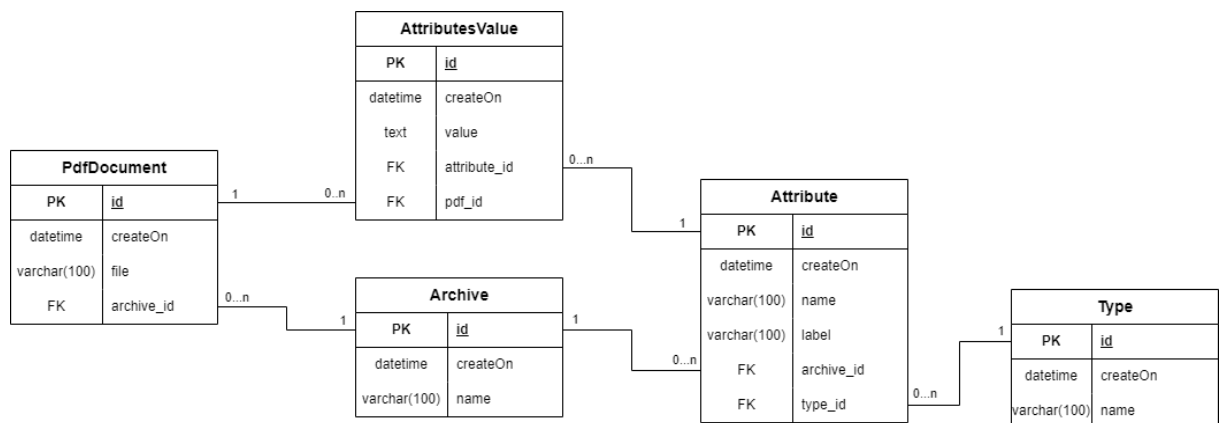 AttributesValue
PK id
datetime createOn
text value
FK attribute_id
FK pdf_id
PdfDocument
PK id
datetime createOn
varchar(100) file
FK archive_id
1
0..n
0...n
1
0...n
1
Archive
PK id
datetime createOn
varchar(100) name
1
0...n
Attribute
PK id
datetime createOn
varchar(100) name
varchar(100) label
FK archive_id
FK type_id
0...n
1
Type
PK id
datetime createOn
varchar(100) name